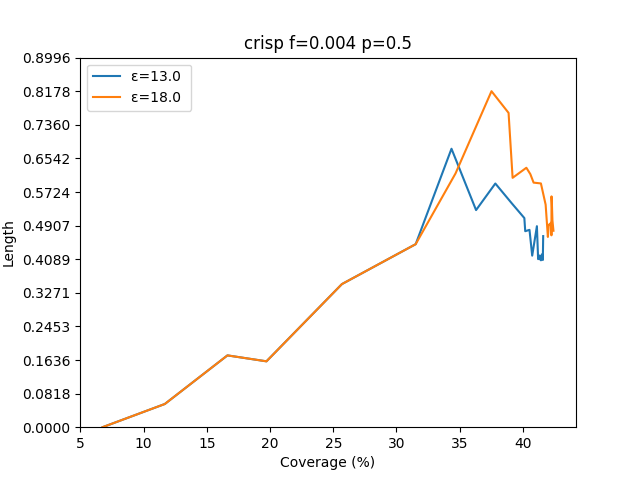 crisp f=0.004 p=0.5
0.8996
0.8178
0.7360
0.6542
0.5724
0.4907
0.4089
0.3271
0.2453
0.1636
0.0818
0.0000
Length
ε=13.0
ε=18.0
5 10 15 20 25 30 35 40
Coverage (%)